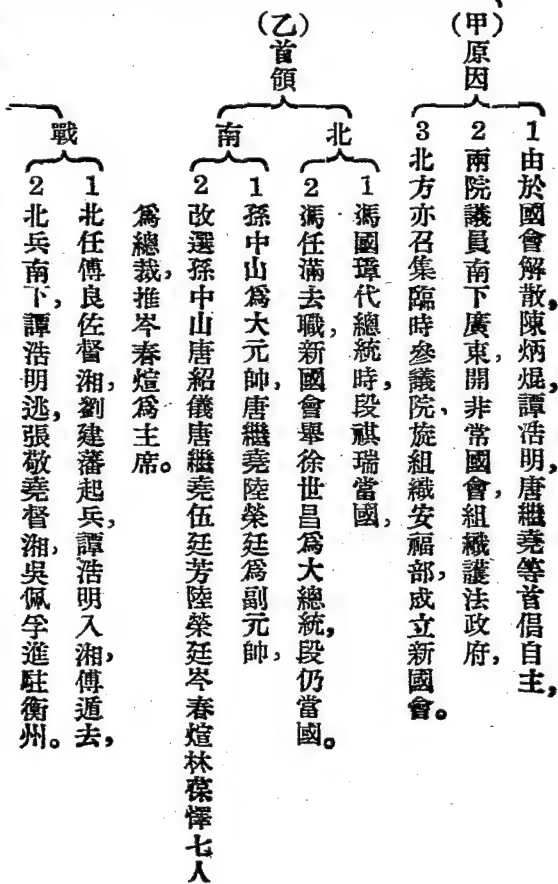 (甲)原因
1 由於國會解散,陳炳焜,譚浩明,唐繼堯等首倡自主,
2 兩院議員南下廣東,開非常國會,組織護法政府,
3 北方亦召集臨時參議院、旋組織安福部,成立新國會。
(乙)首領
北
1 馮國璋代總統時,段祺瑞當國,
2 馮任滿去職,新國會舉徐世昌爲大總統,段仍當國。
南
1 孫中山爲大元帥,唐繼堯陸榮廷爲副元帥,
2 改選孫中山唐紹儀唐繼堯伍廷芳陸榮廷岑春煊林葆懌七人
爲總裁,推岑春煊爲主席。
戰
1 北任傅良佐督湘,劉建藩起兵,譚浩明入湘,傅遁去,
2 北兵南下,譚浩明逃,張敬堯督湘,吳佩孚進駐衡州。